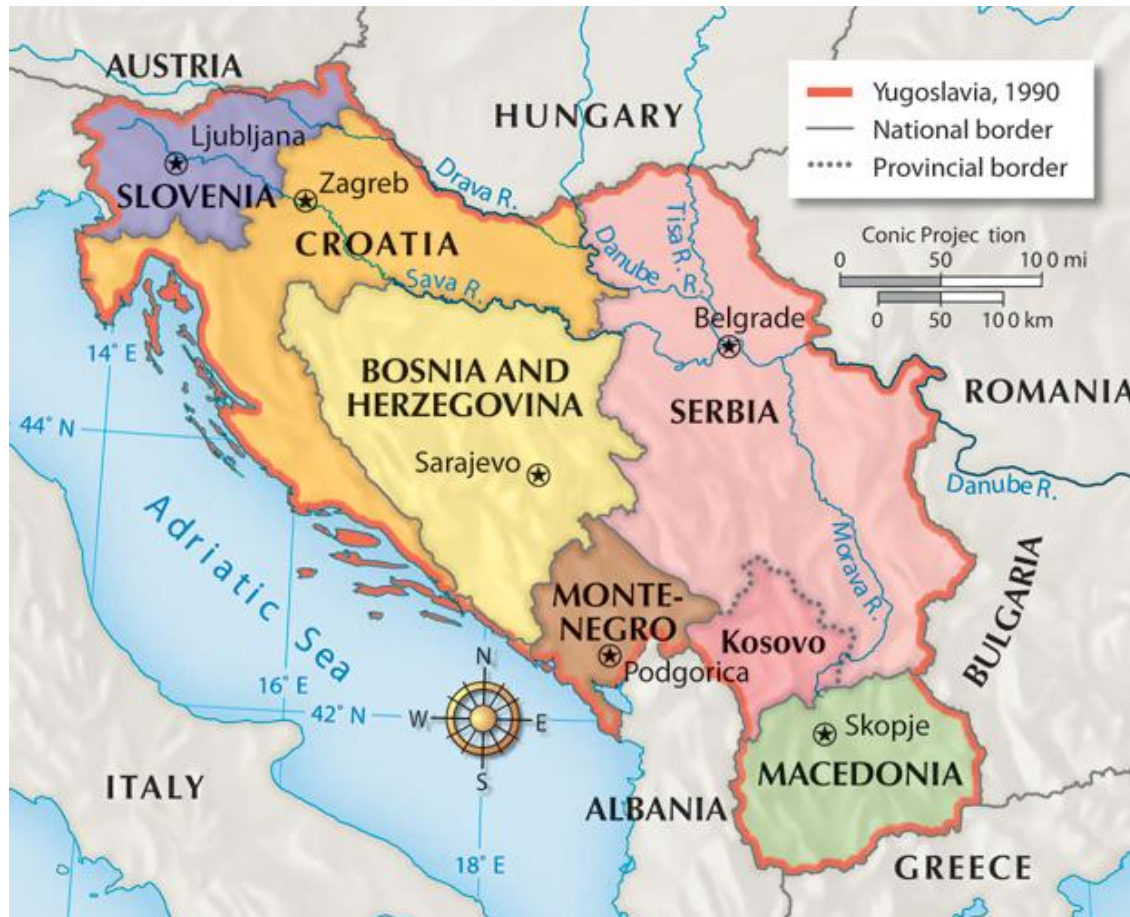 AUSTRIA
HUNGARY
Yugoslavia, 1990
National border
Provincial border
Ljubljana
SLOVENIA
Zagreb
Drava R.
CROATIA
Tisa R.
Danube R.
Conic Projec tion
0 50 10 0 mi
0 50 10 0 km
Sava R.
Belgrade
14° E
BOSNIA AND
HERZEGOVINA
SERBIA
ROMANIA
44° N
Sarajevo
Danube R.
Adriatic Sea
Morava R.
BULGARIA
MONTE-
NEGRO
Kosovo
Podgorica
N
W
E
S
16° E
42° N
Skopje
ITALY
ALBANIA
MACEDONIA
18° E
GREECE